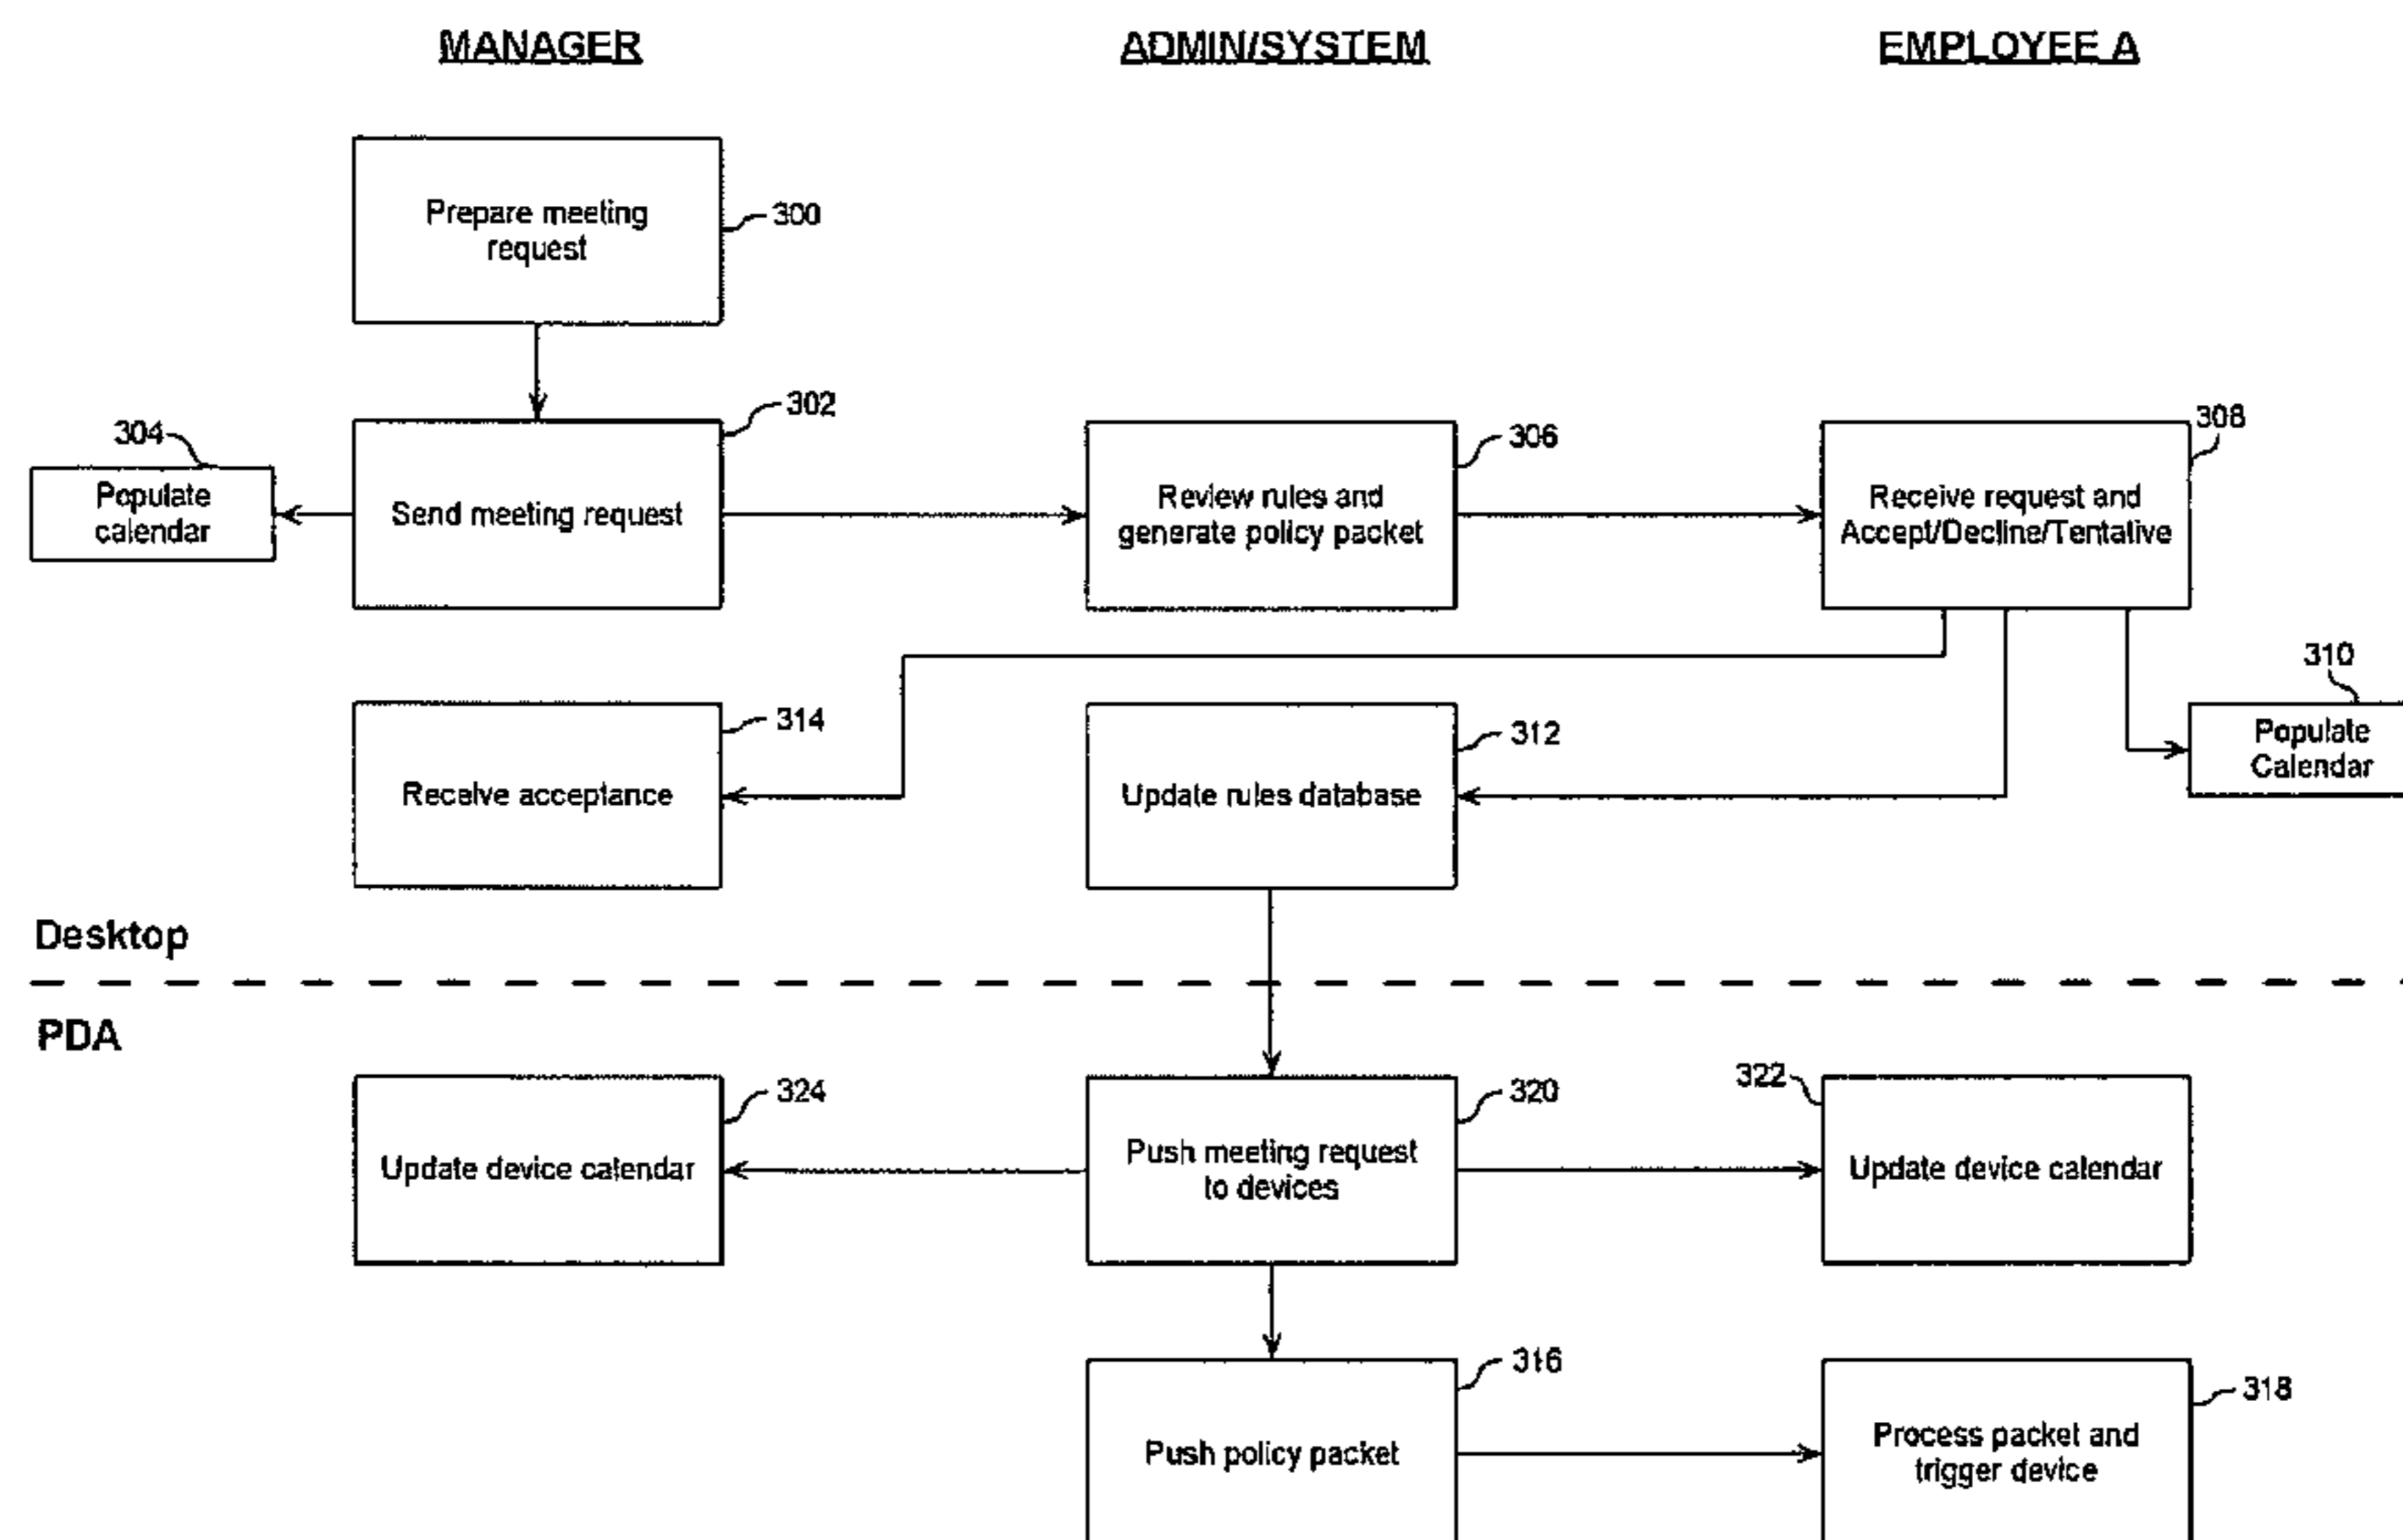 MANAGER
ADMIN/SYSTEM
EMPLOYEE A
Prepare meeting
request
300
302
304
Populate
calendar
Send meeting request
306
Review rules and
generate policy packet
308
Receive request and
Accept/Decline/Tentative
310
Populate
Calendar
314
Receive acceptance
312
Update rules database
Desktop
PDA
324
Update device calendar
320
Push meeting request
to devices
322
Update device calendar
316
Push policy packet
318
Process packet and
trigger device